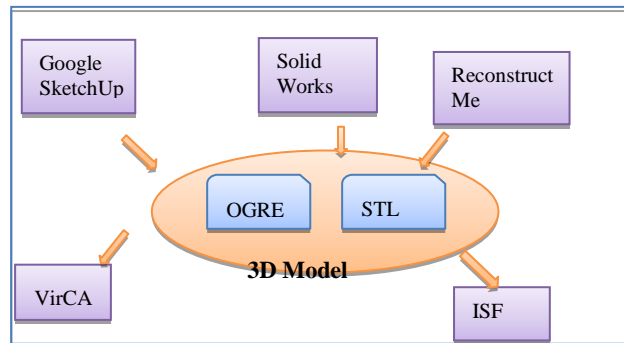 Google
SketchUp
Solid
Works
Reconstruct
Me
OGRE
STL
3D Model
VirCA
ISF